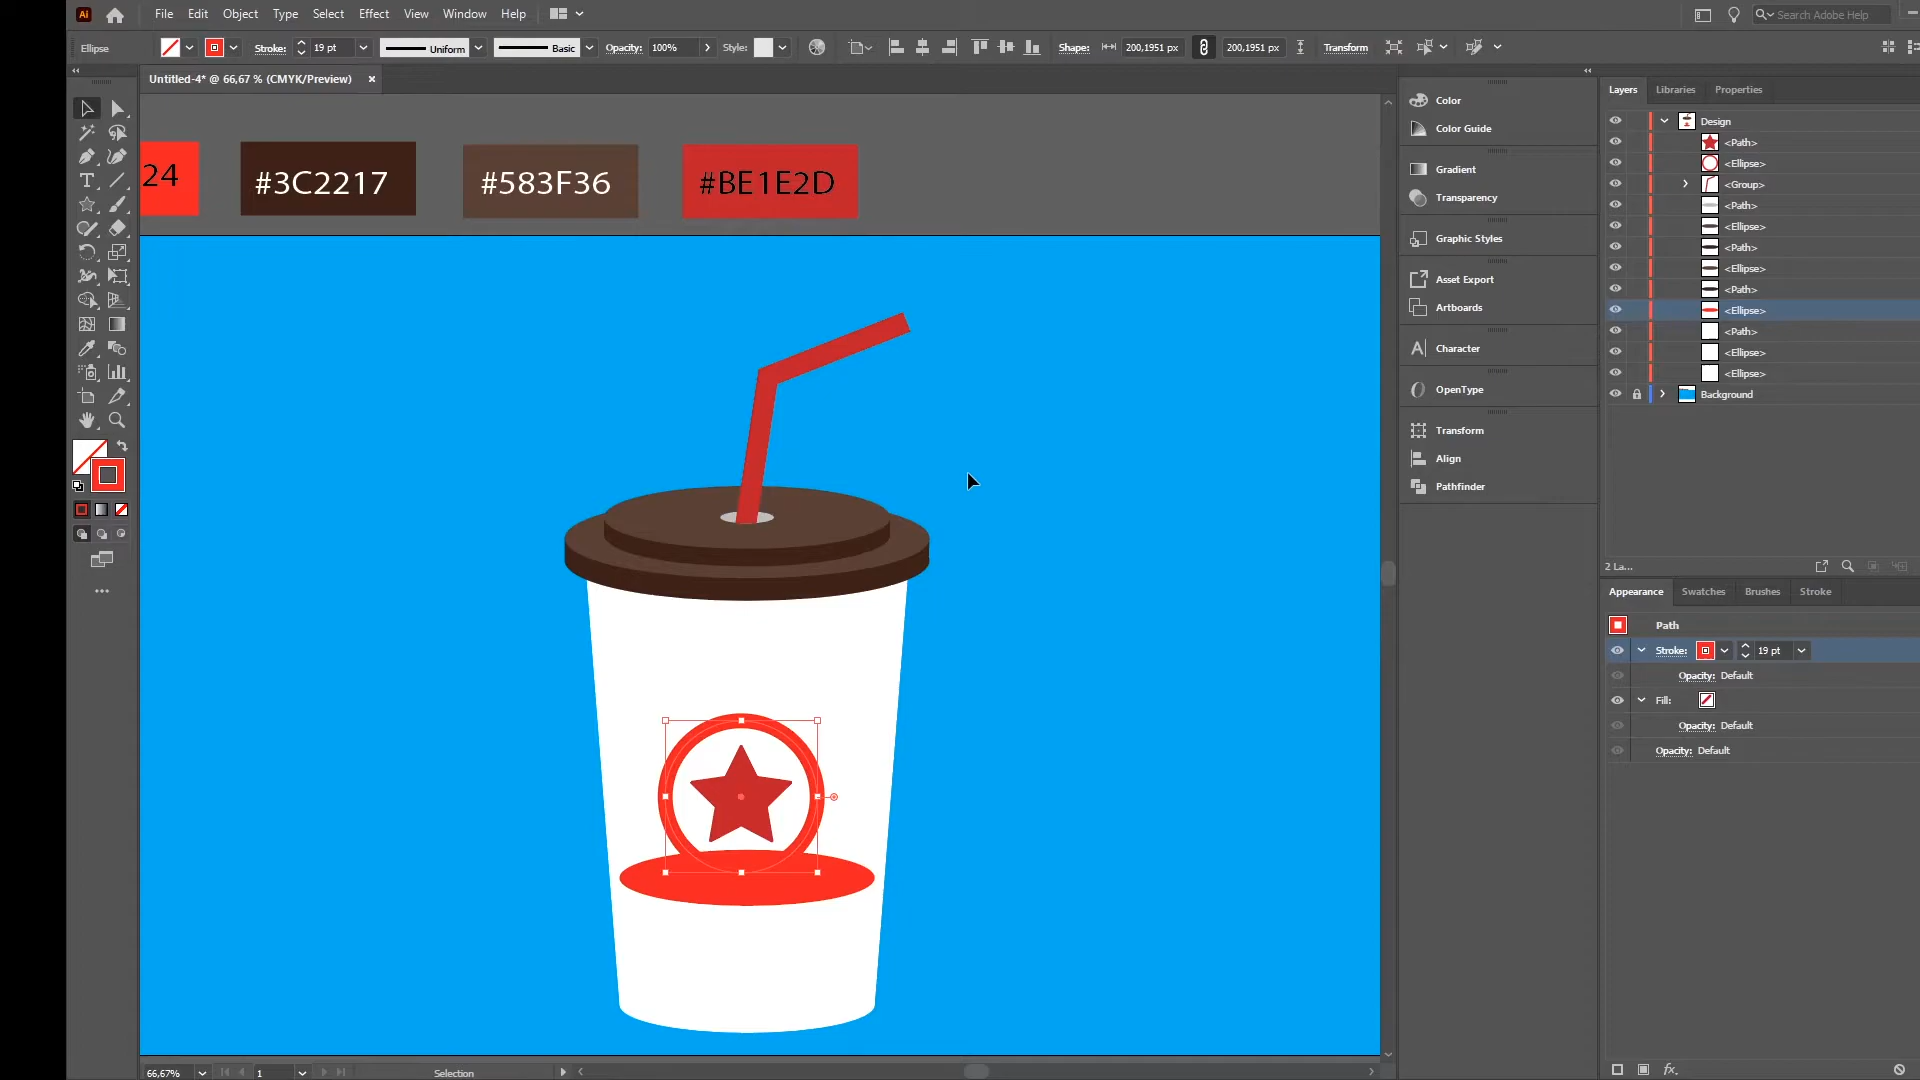 File Edit Object Type Select Effect View Window Help
Search Adobe Help
Ellipse Stroke: 19 pt Uniform Basic Opacity: 100% Style: Shape: 200,1951 px 200,1951 px Transform
Untitled-4* @ 66,67 % (CMYK/Preview)
24
#3C2217
#583F36
#BE1E2D
Color
Color Guide
Gradient
Transparency
Graphic Styles
Asset Export
Artboards
Character
OpenType
Transform
Align
Pathfinder
Layers Libraries Properties
Design
<Path>
<Ellipse>
<Group>
<Path>
<Ellipse>
<Path>
<Ellipse>
<Path>
<Ellipse>
<Path>
<Ellipse>
<Ellipse>
Background
2 La...
Appearance Swatches Brushes Stroke
Path
Stroke: 19 pt
Opacity: Default
Fill:
Opacity: Default
Opacity: Default
66,67% 1 Selection